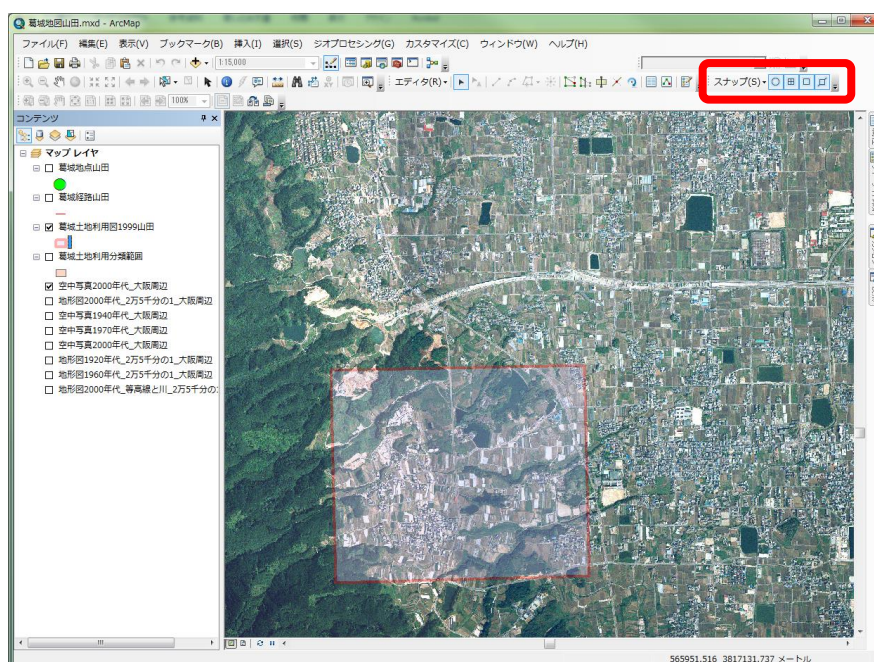 葛城地図山田.mxd - ArcMap
ファイル(F) 編集(E) 表示(V) ブックマーク(B) 挿入(I) 選択(S) ジオプロセシング(G) カスタマイズ(C) ウィンドウ(W) ヘルプ(H)
1:15,000
エディタ(R) スナップ(S)
100%
コンテンツ
マップ レイヤ
葛城地点山田
葛城経路山田
葛城土地利用図1999山田
葛城土地利用分類範囲
空中写真2000年代_大阪周辺
地形図2000年代_2万5千分の1_大阪周辺
空中写真1940年代_大阪周辺
空中写真1970年代_大阪周辺
空中写真2000年代_大阪周辺
地形図1920年代_2万5千分の1_大阪周辺
地形図1960年代_2万5千分の1_大阪周辺
地形図2000年代_等高線と川_2万5千分の
565951.516 3817131.737 メートル